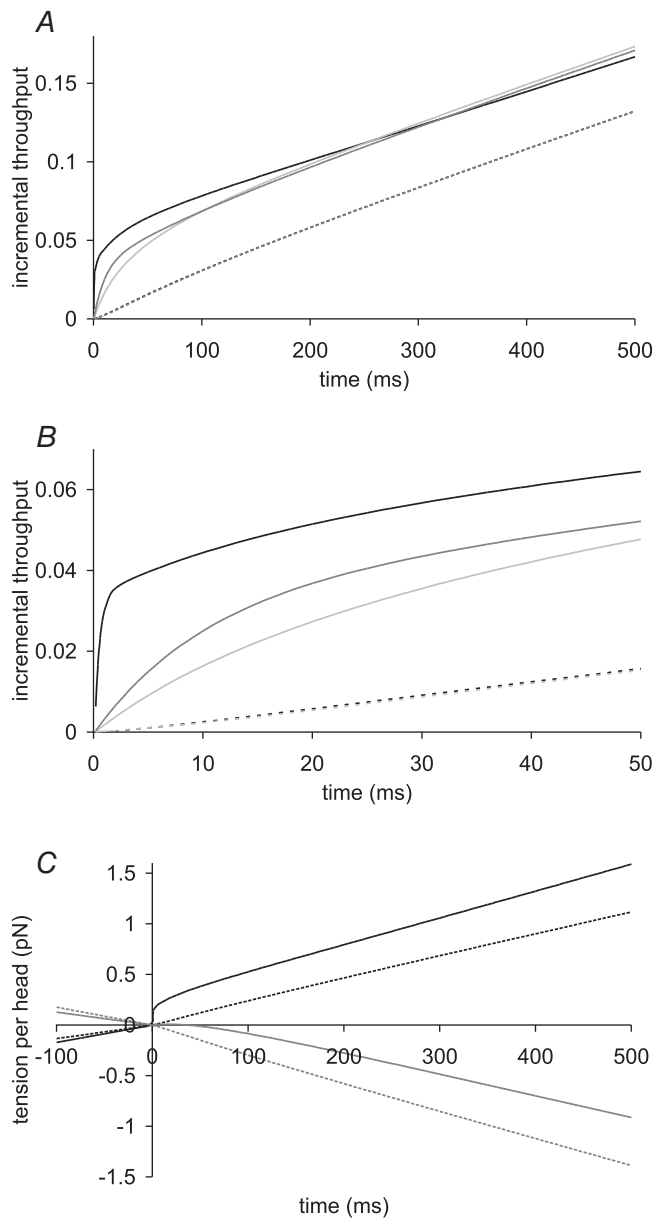 A
incremental throughput
0.15
0.1
0.05
0
0 100 200 300 400 500
time (ms)
B
incremental throughput
0.06
0.04
0.02
0
0 10 20 30 40 50
time (ms)
C
tension per head (pN)
1.5
1
0.5
0
-100 0 100 200 300 400 500
-0.5
-1
-1.5
time (ms)